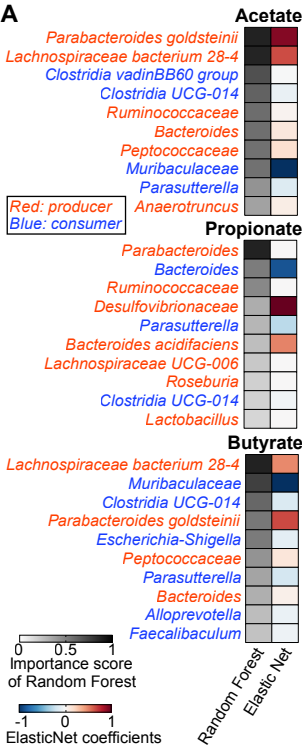 A
Acetate
Parabacteroides goldsteinii
Lachnospiraceae bacterium 28-4
Clostridia vadinBB60 group
Clostridia UCG-014
Ruminococcaceae
Bacteroides
Peptococcaceae
Muribaculaceae
Parasutterella
Anaerotruncus
Red: producer
Blue: consumer
Propionate
Parabacteroides
Bacteroides
Ruminococcaceae
Desulfovibrionaceae
Parasutterella
Bacteroides acidifaciens
Lachnospiraceae UCG-006
Roseburia
Clostridia UCG-014
Lactobacillus
Butyrate
Lachnospiraceae bacterium 28-4
Muribaculaceae
Clostridia UCG-014
Parabacteroides goldsteinii
Escherichia-Shigella
Peptococcaceae
Parasutterella
Bacteroides
Alloprevotella
Faecalibaculum
Random Forest
Elastic Net
0 0.5 1
Importance score
of Random Forest
-1 0 1
ElasticNet coefficients